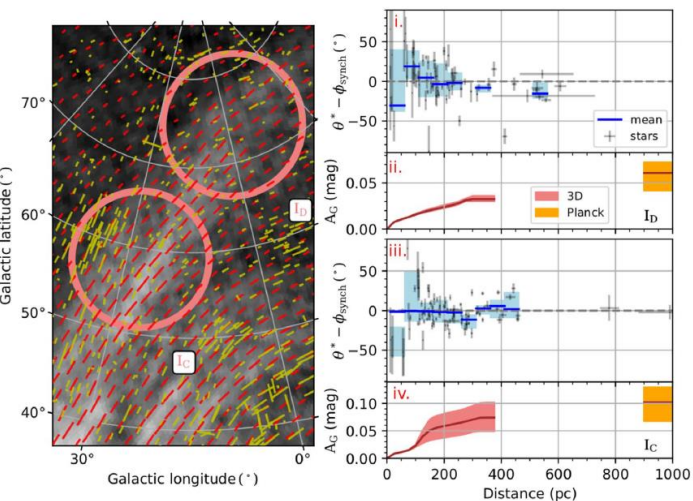 70°
60°
50°
40°
Galactic latitude (°)
30°
0°
Galactic longitude (°)
I_D
I_C
i.
50
0
−50
θ* − ϕ_synch (°)
mean
stars
ii.
0.05
0.00
A_G (mag)
3D
Planck
I_D
iii.
50
0
−50
θ* − ϕ_synch (°)
iv.
0.10
0.05
0.00
A_G (mag)
I_C
0
200
400
600
800
1000
Distance (pc)